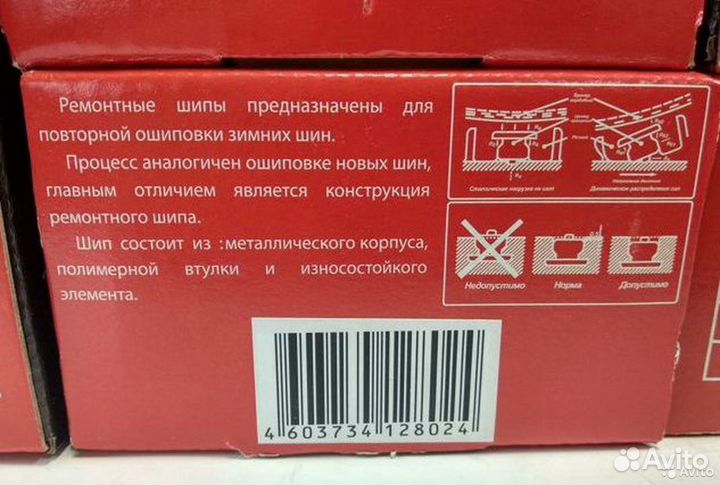 Ремонтные шипы предназначены для
повторной ошиповки зимних шин.
Процесс аналогичен ошиповке новых шин,
главным отличием является конструкция
ремонтного шипа.
Шип состоит из :металлического корпуса,
полимерной втулки и износостойкого
элемента.
Статическая нагрузка на шип
Динамическое распределение сил
Недопустимо
Норма
Допустимо
4 603734 128024
Avito
Avito